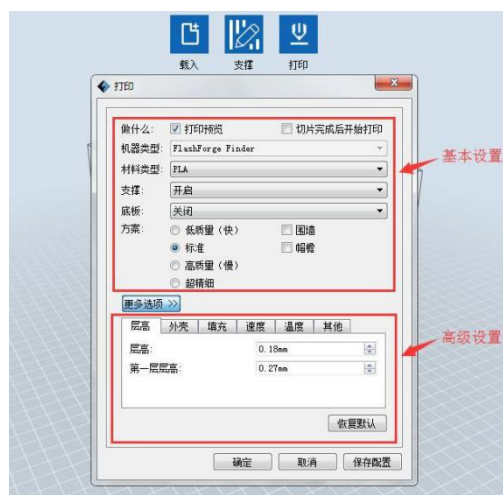 载入 支撑 打印
打印
做什么: 打印预览 切片完成后开始打印
机器类型: FlashForge Finder
材料类型: PLA
支撑: 开启
底板: 关闭
方案: 低质量（快） 围墙
标准 帽檐
高质量（慢）
超精细
基本设置
更多选项 >>
层高 外壳 填充 速度 温度 其他
层高: 0.18mm
第一层层高: 0.27mm
高级设置
恢复默认
确定 取消 保存配置